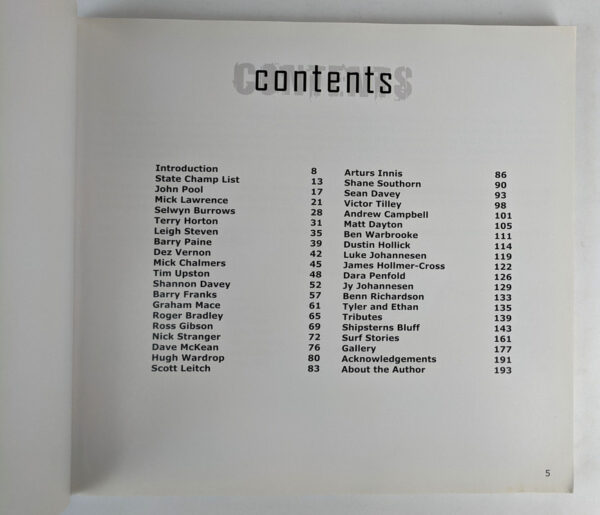 contents
Introduction 8
State Champ List 13
John Pool 17
Mick Lawrence 21
Selwyn Burrows 28
Terry Horton 31
Leigh Steven 35
Barry Paine 39
Dez Vernon 42
Mick Chalmers 45
Tim Upston 48
Shannon Davey 52
Barry Franks 57
Graham Mace 61
Roger Bradley 65
Ross Gibson 69
Nick Stranger 72
Dave McKean 76
Hugh Wardrop 80
Scott Leitch 83
Arturs Innis 86
Shane Southorn 90
Sean Davey 93
Victor Tilley 98
Andrew Campbell 101
Matt Dayton 105
Ben Warbrooke 111
Dustin Hollick 114
Luke Johannesen 119
James Hollmer-Cross 122
Dara Penfold 126
Jy Johannesen 129
Benn Richardson 133
Tyler and Ethan 135
Tributes 139
Shipsterns Bluff 143
Surf Stories 161
Gallery 177
Acknowledgements 191
About the Author 193
5